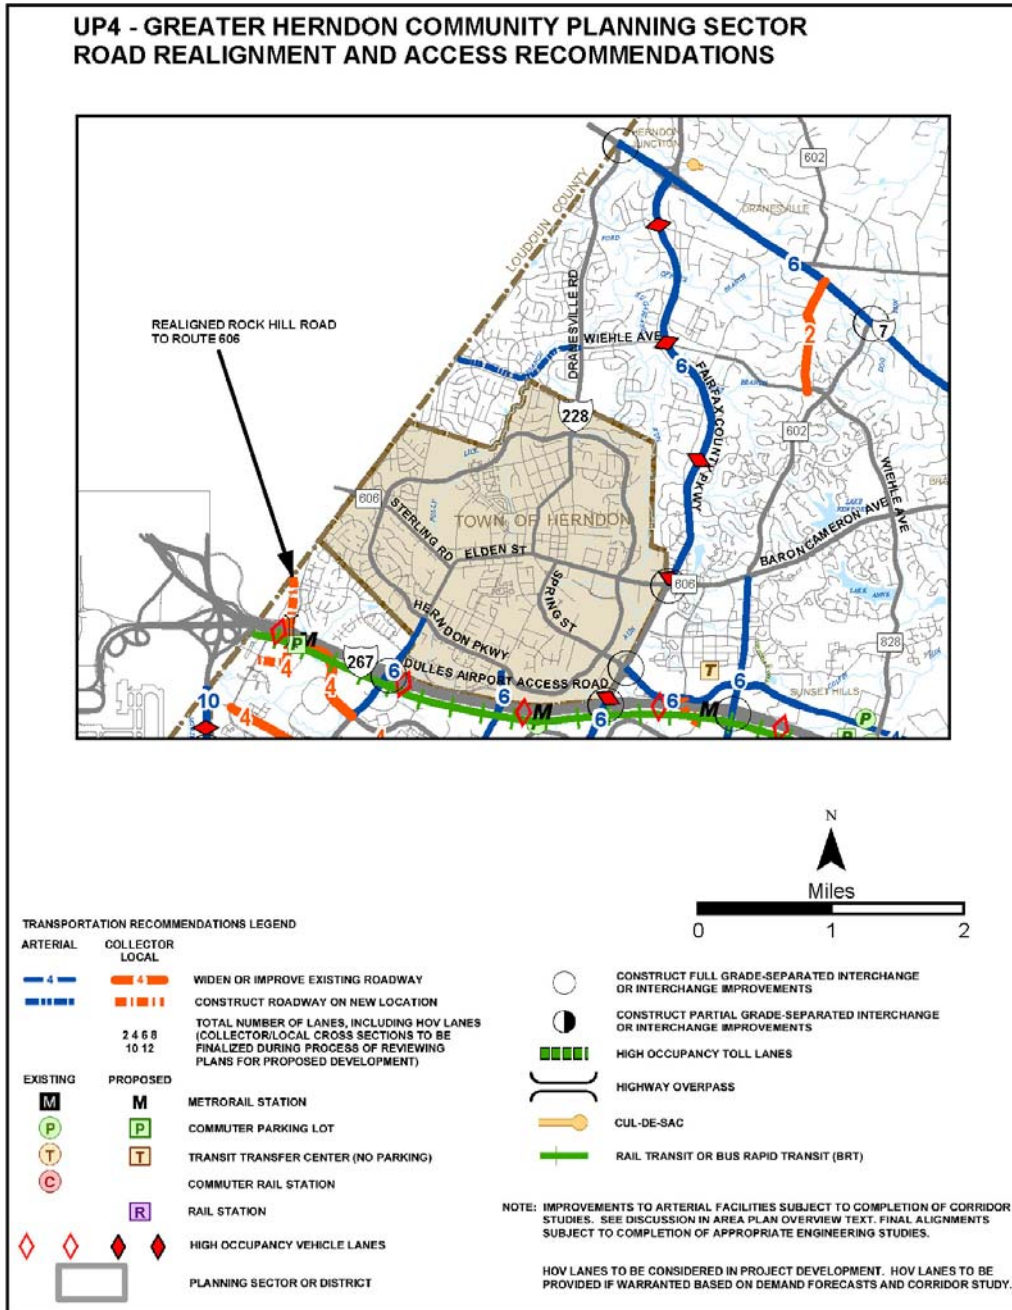 UP4 - GREATER HERNDON COMMUNITY PLANNING SECTOR
ROAD REALIGNMENT AND ACCESS RECOMMENDATIONS
HERNDON
JUNCTION
602
LOUDOUN COUNTY
DRANESVILLE
FORD
BRANCH
6
REALIGNED ROCK HILL ROAD
TO ROUTE 606
DRANESVILLE RD
WIEHLE AVE
2
7
6
FAIRFAX COUNTY PKWY
BRANCH
228
602
WIEHLE AVE
606
STERLING RD
TOWN OF HERNDON
BARON CAMERON AVE
ELDEN ST
SPRING ST
606
HERNDON PKWY
LAKE ANNE
828
M
P
267
4
4
6
DULLES AIRPORT ACCESS ROAD
6
T
6
6
SUNSET HILLS
10
4
4
M
6
M
P
P
N
Miles
0 1 2
TRANSPORTATION RECOMMENDATIONS LEGEND
ARTERIAL COLLECTOR
LOCAL
4 4 WIDEN OR IMPROVE EXISTING ROADWAY
CONSTRUCT ROADWAY ON NEW LOCATION
2 4 6 8
10 12
TOTAL NUMBER OF LANES, INCLUDING HOV LANES
(COLLECTOR/LOCAL CROSS SECTIONS TO BE
FINALIZED DURING PROCESS OF REVIEWING
PLANS FOR PROPOSED DEVELOPMENT)
EXISTING PROPOSED
M M METRORAIL STATION
P P COMMUTER PARKING LOT
T T TRANSIT TRANSFER CENTER (NO PARKING)
C COMMUTER RAIL STATION
R RAIL STATION
HIGH OCCUPANCY VEHICLE LANES
PLANNING SECTOR OR DISTRICT
CONSTRUCT FULL GRADE-SEPARATED INTERCHANGE
OR INTERCHANGE IMPROVEMENTS
CONSTRUCT PARTIAL GRADE-SEPARATED INTERCHANGE
OR INTERCHANGE IMPROVEMENTS
HIGH OCCUPANCY TOLL LANES
HIGHWAY OVERPASS
CUL-DE-SAC
RAIL TRANSIT OR BUS RAPID TRANSIT (BRT)
NOTE: IMPROVEMENTS TO ARTERIAL FACILITIES SUBJECT TO COMPLETION OF CORRIDOR
STUDIES. SEE DISCUSSION IN AREA PLAN OVERVIEW TEXT. FINAL ALIGNMENTS
SUBJECT TO COMPLETION OF APPROPRIATE ENGINEERING STUDIES.
HOV LANES TO BE CONSIDERED IN PROJECT DEVELOPMENT. HOV LANES TO BE
PROVIDED IF WARRANTED BASED ON DEMAND FORECASTS AND CORRIDOR STUDY.